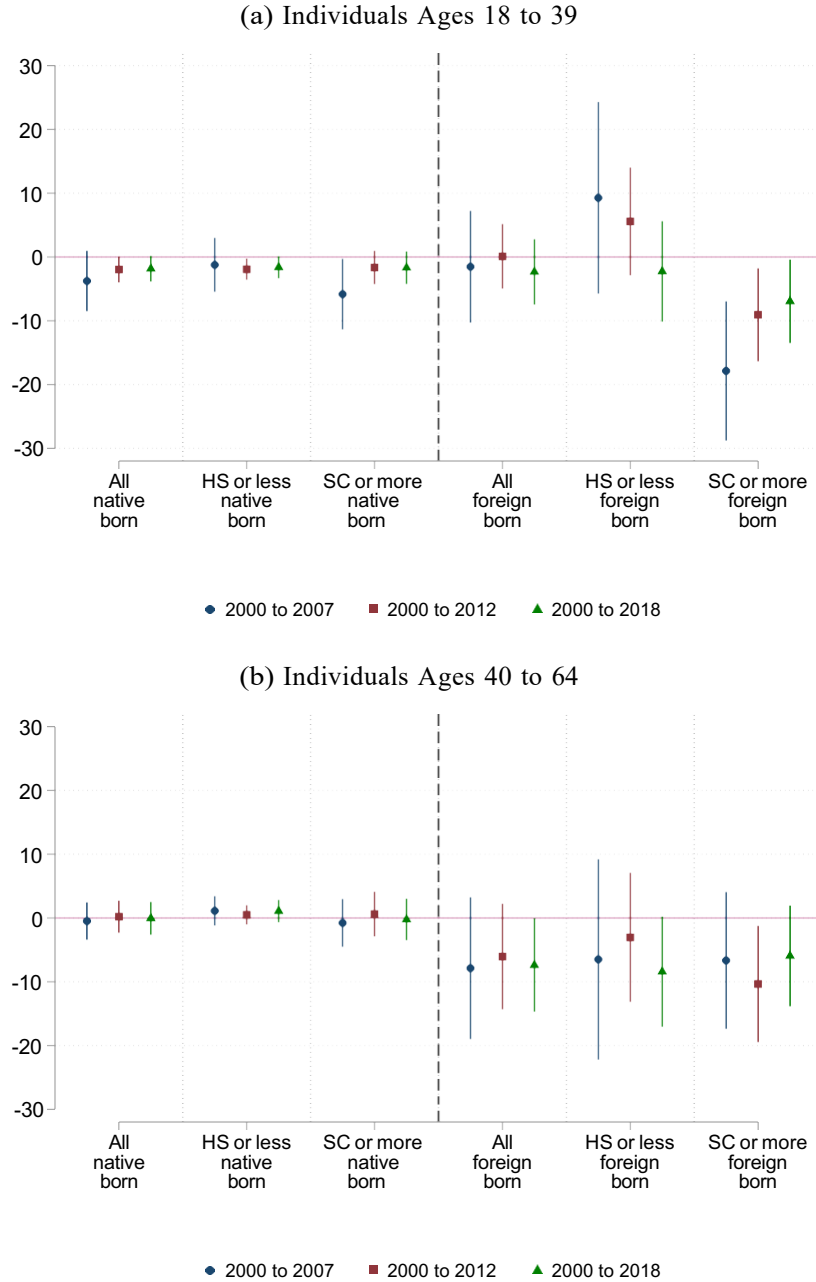 (a) Individuals Ages 18 to 39
30
20
10
0
-10
-20
-30
All native born
HS or less native born
SC or more native born
All foreign born
HS or less foreign born
SC or more foreign born
2000 to 2007 2000 to 2012 2000 to 2018
(b) Individuals Ages 40 to 64
30
20
10
0
-10
-20
-30
All native born
HS or less native born
SC or more native born
All foreign born
HS or less foreign born
SC or more foreign born
2000 to 2007 2000 to 2012 2000 to 2018